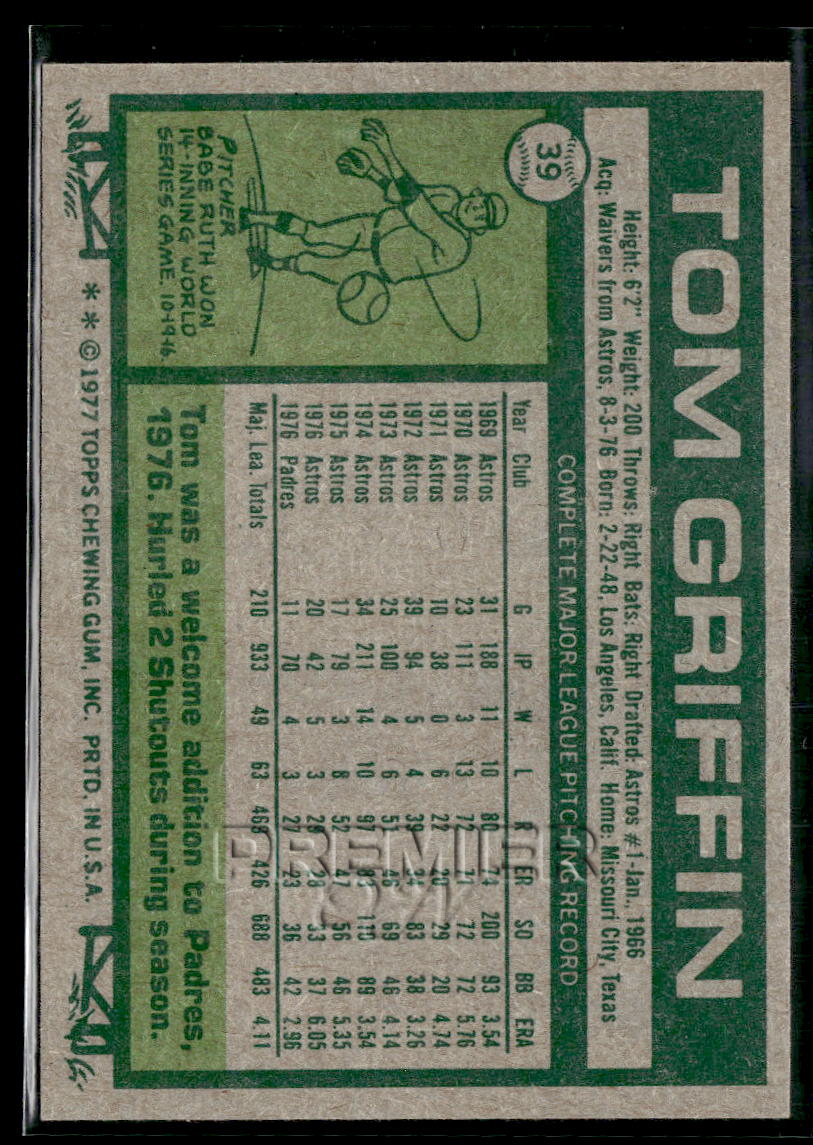 39
TOM GRIFFIN
Height: 6'2" Weight: 200 Throws: Right Bats: Right Drafted: Astros #1-Jan., 1966
Acq: Waivers from Astros, 8-3-76 Born: 2-22-48, Los Angeles, Calif. Home: Missouri City, Texas
PITCHER
BABE RUTH WON
14-INNING WORLD
SERIES GAME. 10-19-16.
COMPLETE MAJOR LEAGUE PITCHING RECORD
Year Club G IP W L R ER SO BB ERA
1969 Astros 31 188 11 10 80 74 200 93 3.54
1970 Astros 23 111 3 13 72 71 72 72 5.76
1971 Astros 10 38 0 6 22 20 29 20 4.74
1972 Astros 39 94 5 4 39 34 83 38 3.26
1973 Astros 25 100 4 6 51 46 69 46 4.14
1974 Astros 34 211 14 10 97 83 110 89 3.54
1975 Astros 17 79 3 8 52 47 56 46 5.35
1976 Astros 20 42 5 3 28 28 33 37 6.05
1976 Padres 11 70 4 3 27 23 36 42 2.96
Maj. Lea. Totals 210 933 49 63 468 426 688 483 4.11
Tom was a welcome addition to Padres,
1976. Hurled 2 Shutouts during season.
* * © 1977 TOPPS CHEWING GUM, INC. PRTD. IN U.S.A.
PREMIER